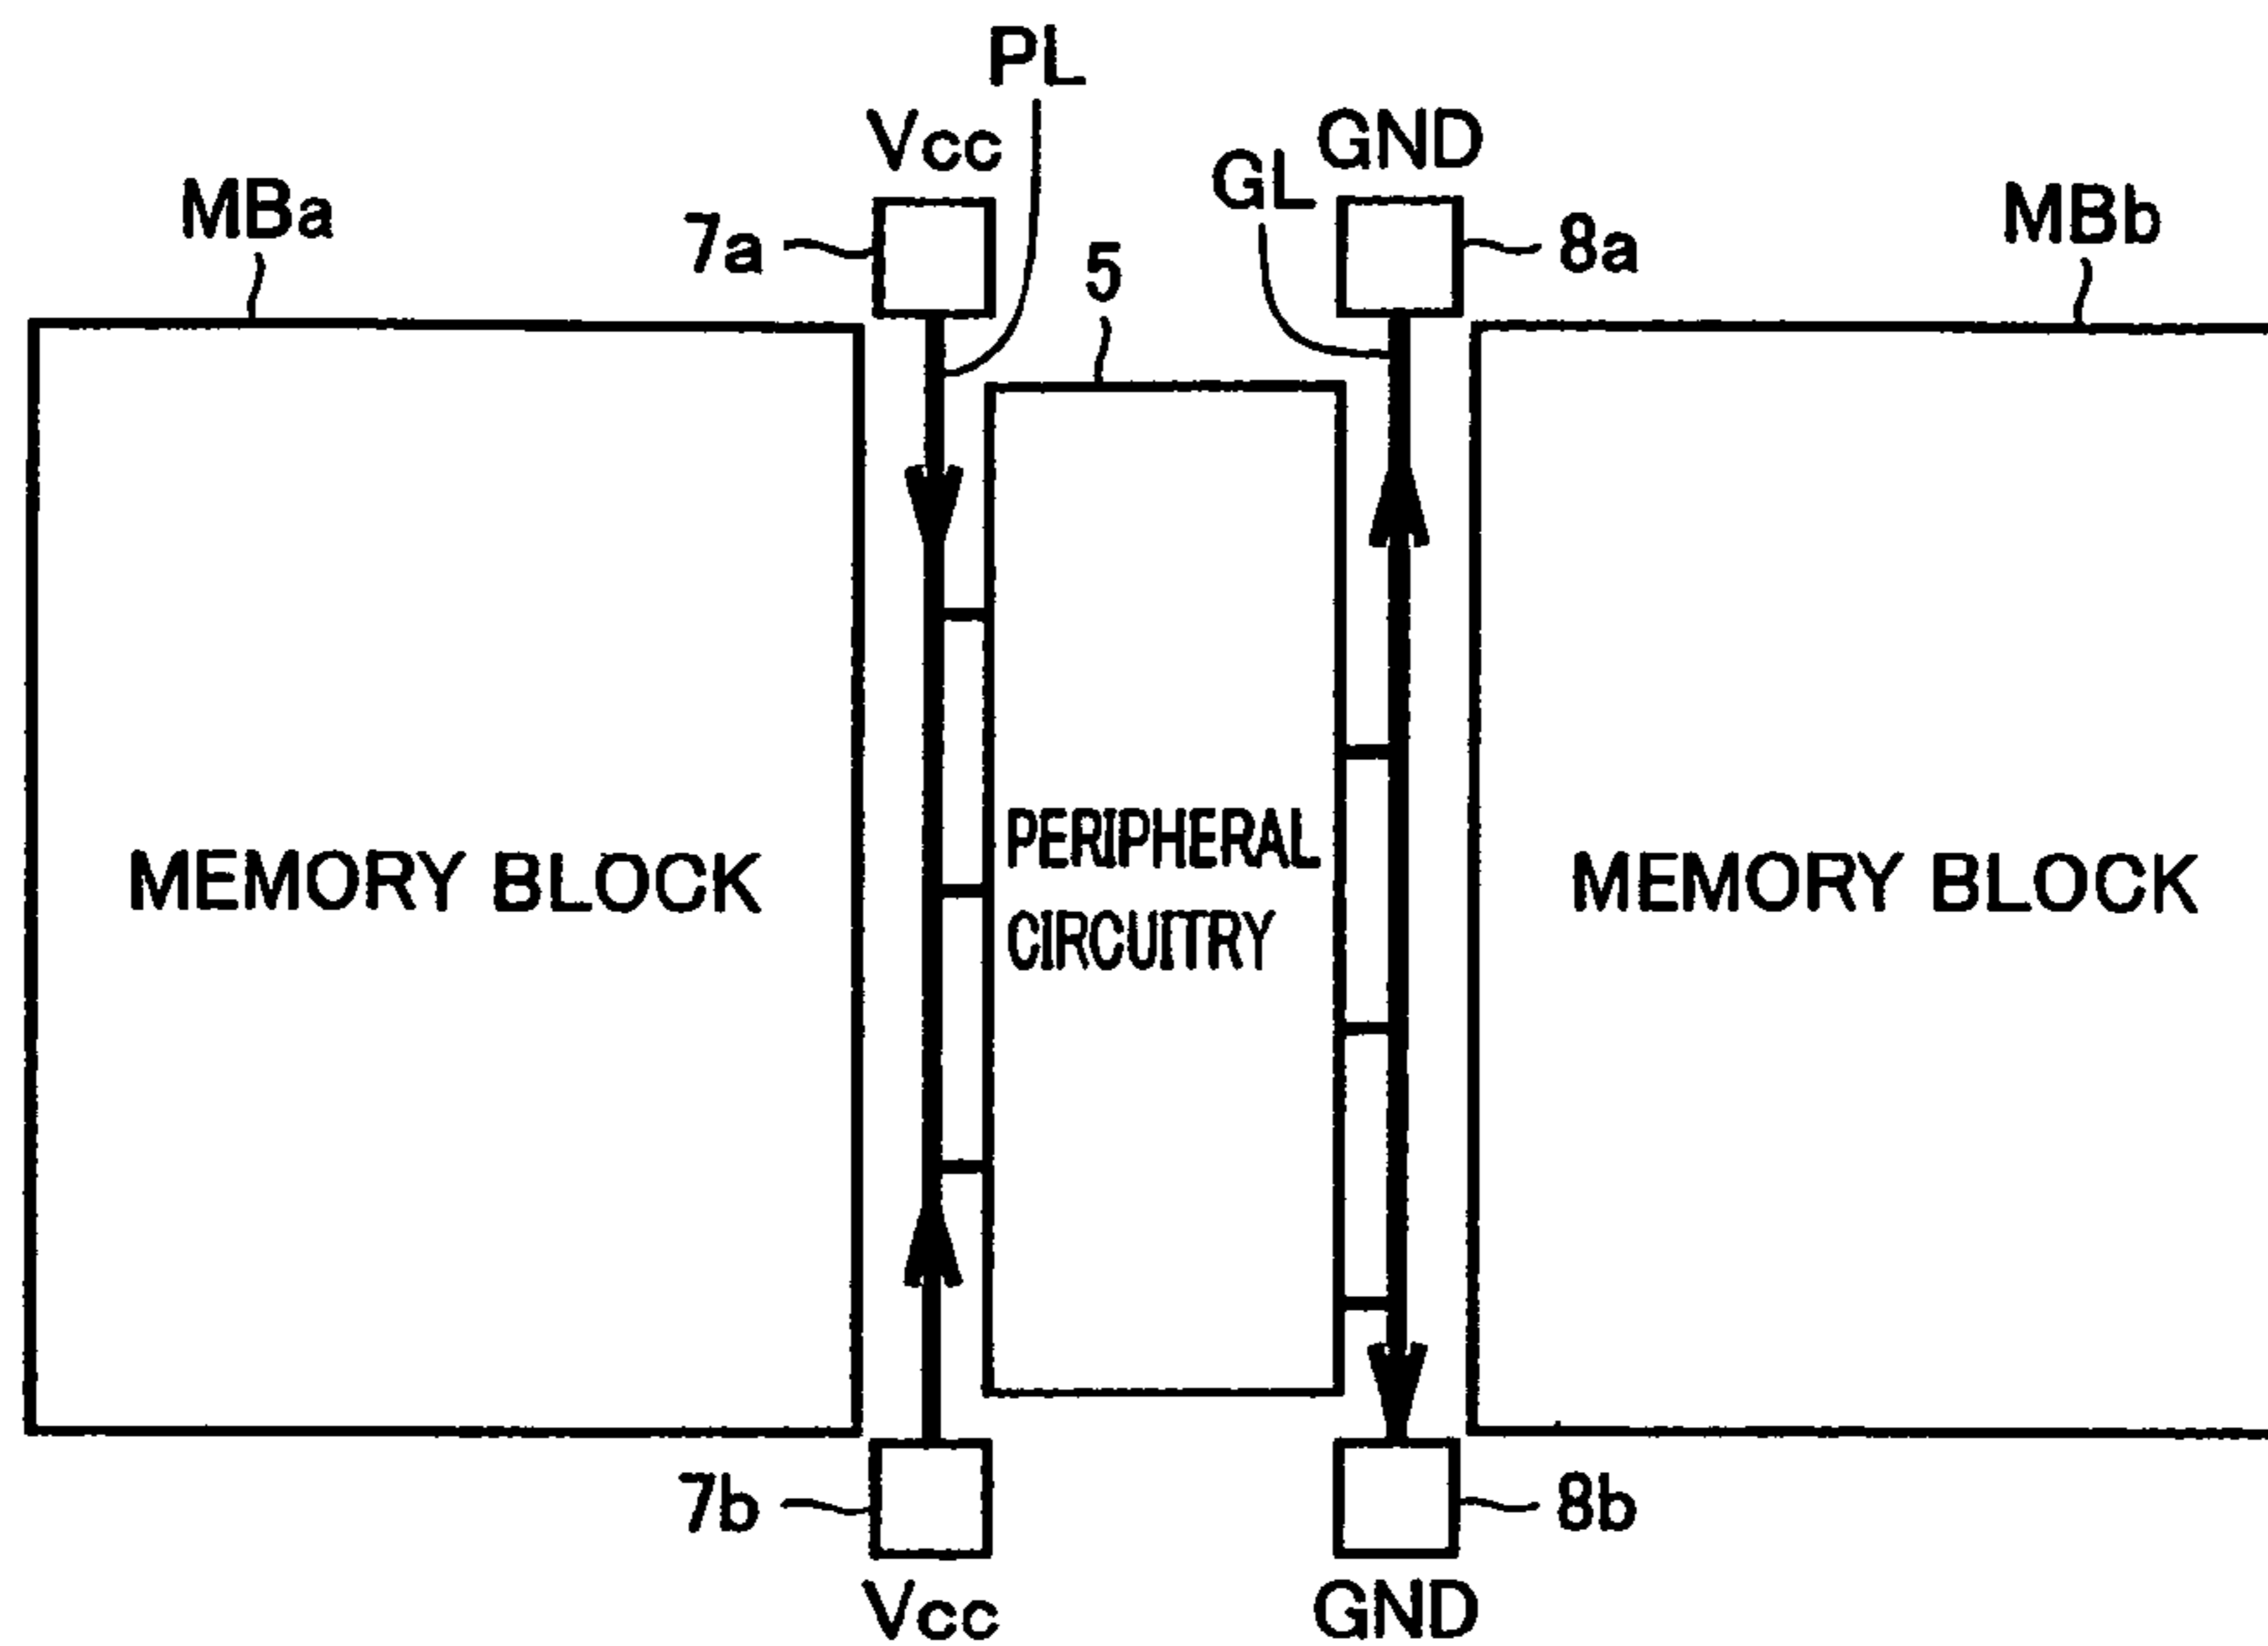 PL
Vcc
GND
GL
MBa
MBb
7a
8a
5
MEMORY BLOCK
PERIPHERAL
CIRCUITRY
MEMORY BLOCK
7b
8b
Vcc
GND